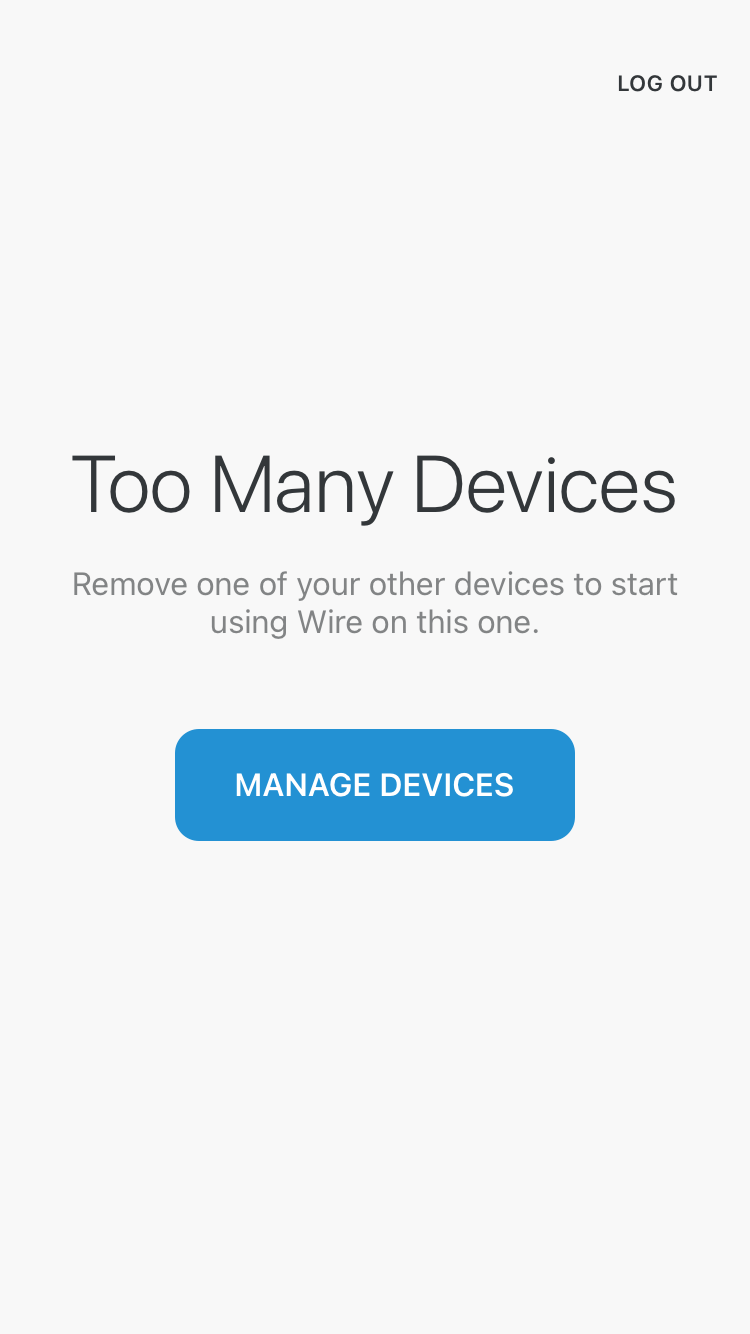 LOG OUT
Too Many Devices
Remove one of your other devices to start
using Wire on this one.
MANAGE DEVICES